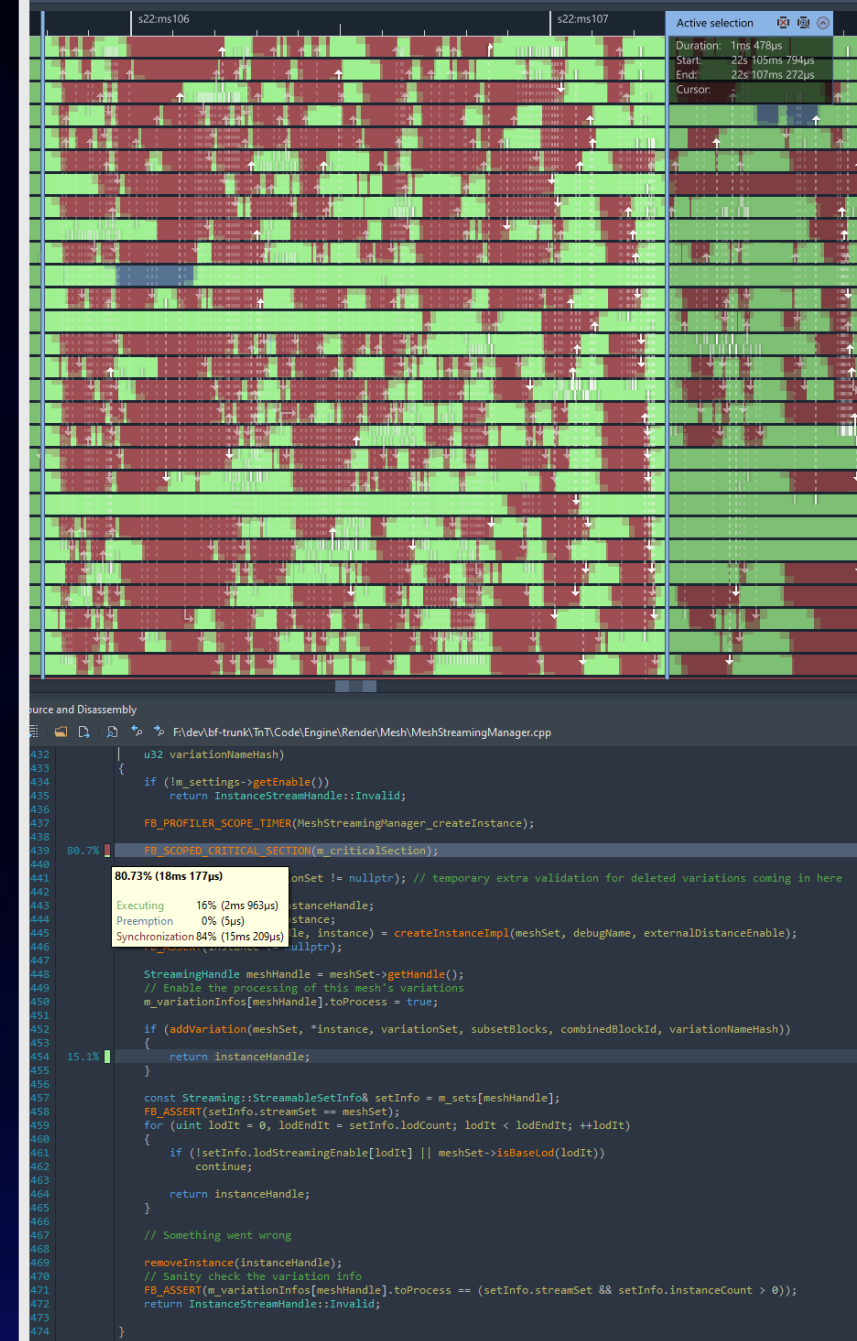 s22:ms106
s22:ms107
Active selection
Duration: 1ms 478µs
Start: 22s 105ms 794µs
End: 22s 107ms 272µs
Cursor:
ource and Disassembly
F:\dev\bf-trunk\TnT\Code\Engine\Render\Mesh\MeshStreamingManager.cpp
432 u32 variationNameHash)
433 {
434 if (!m_settings->getEnable())
435 return InstanceStreamHandle::Invalid;
436
437 FB_PROFILER_SCOPE_TIMER(MeshStreamingManager_createInstance);
438
439 80.7% FB_SCOPED_CRITICAL_SECTION(m_criticalSection);
440
441 onSet != nullptr); // temporary extra validation for deleted variations coming in here
442
443 nstanceHandle;
444 stance;
445 le, instance) = createInstanceImpl(meshSet, debugName, externalDistanceEnable);
446 ullptr);
80.73% (18ms 177µs)
Executing 16% (2ms 963µs)
Preemption 0% (5µs)
Synchronization 84% (15ms 209µs)
447
448 StreamingHandle meshHandle = meshSet->getHandle();
449 // Enable the processing of this mesh's variations
450 m_variationInfos[meshHandle].toProcess = true;
451
452 if (addVariation(meshSet, *instance, variationSet, subsetBlocks, combinedBlockId, variationNameHash))
453 {
454 15.1% return instanceHandle;
455 }
456
457 const Streaming::StreamableSetInfo& setInfo = m_sets[meshHandle];
458 FB_ASSERT(setInfo.streamSet == meshSet);
459 for (uint lodIt = 0, lodEndIt = setInfo.lodCount; lodIt < lodEndIt; ++lodIt)
460 {
461 if (!setInfo.lodStreamingEnable[lodIt] || meshSet->isBaseLod(lodIt))
462 continue;
463
464 return instanceHandle;
465 }
466
467 // Something went wrong
468
469 removeInstance(instanceHandle);
470 // Sanity check the variation info
471 FB_ASSERT(m_variationInfos[meshHandle].toProcess == (setInfo.streamSet && setInfo.instanceCount > 0));
472 return InstanceStreamHandle::Invalid;
473
474 }